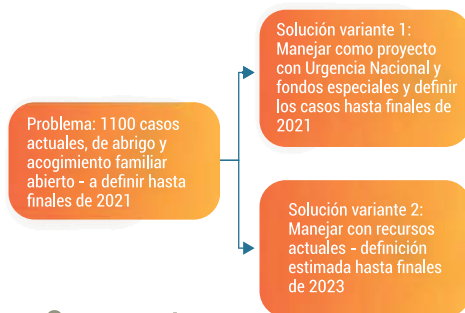 Problema: 1100 casos
actuales, de abrigo y
acogimiento familiar
abierto - a definir hasta
finales de 2021
Solución variante 1:
Manejar como proyecto
con Urgencia Nacional y
fondos especiales y definir
los casos hasta finales de
2021
Solución variante 2:
Manejar con recursos
actuales - definición
estimada hasta finales
de 2023